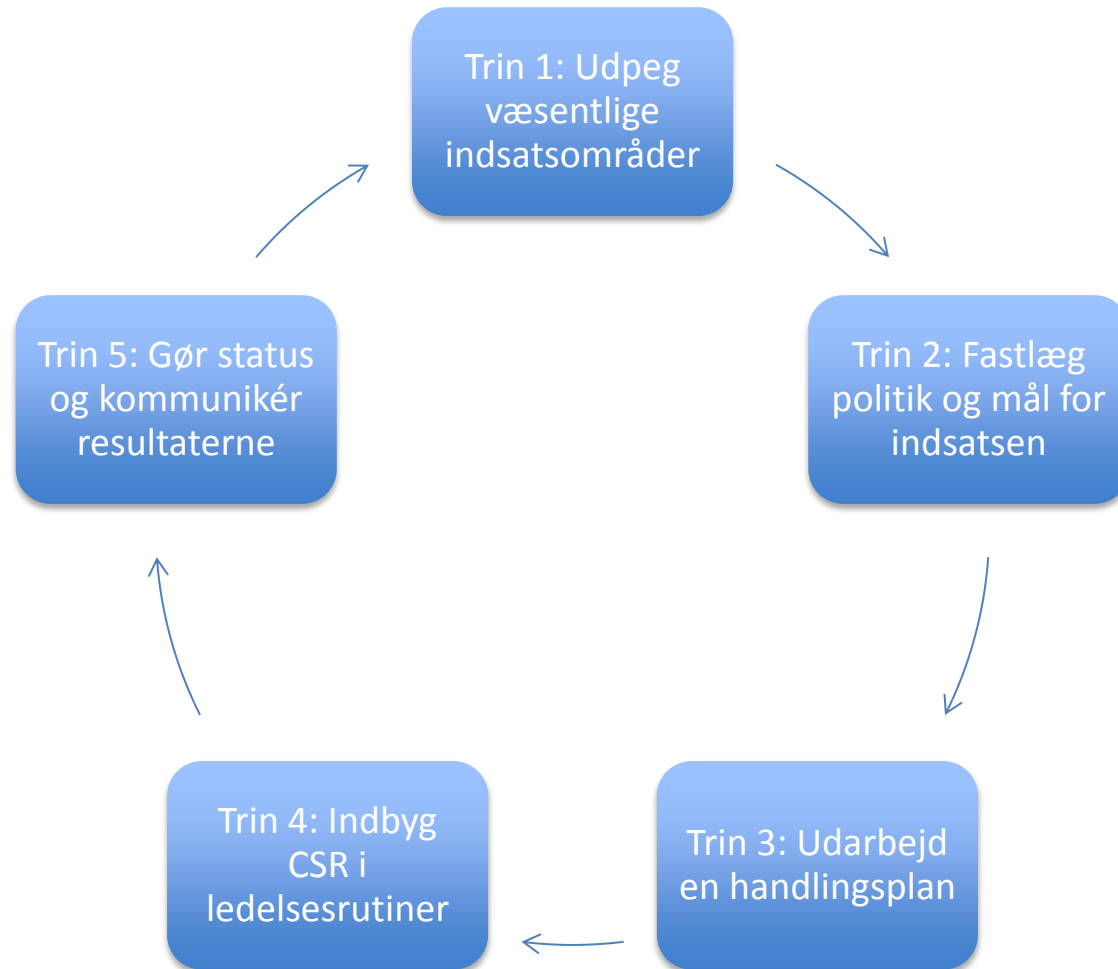 Trin 1: Udpeg
væsentlige
indsatsområder
Trin 2: Fastlæg
politik og mål for
indsatsen
Trin 3: Udarbejd
en handlingsplan
Trin 4: Indbyg
CSR i
ledelsesrutiner
Trin 5: Gør status
og kommunikér
resultaterne